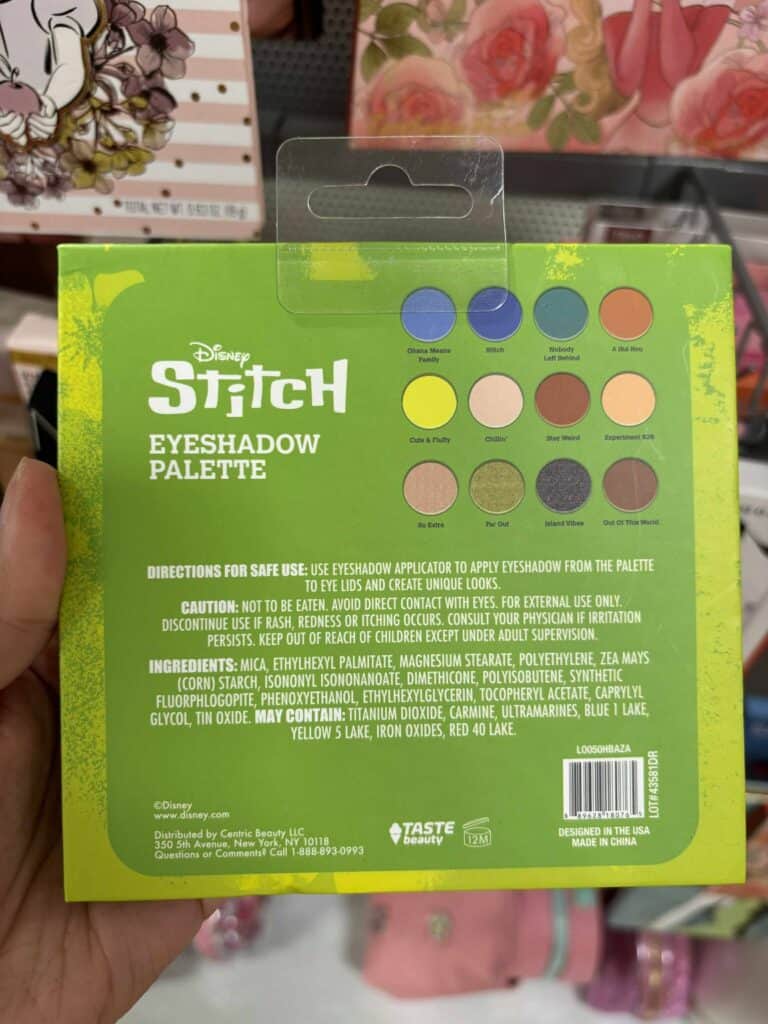 TOTAL NET WT. 0.63 OZ.
Disney
Stitch
EYESHADOW
PALETTE
Ohana Means
Family
Stitch
Nobody
Left Behind
A Hui Hou
Cute & Fluffy
Chillin'
Stay Weird
Experiment 626
So Extra
Far Out
Island Vibes
Out Of This World
DIRECTIONS FOR SAFE USE: USE EYESHADOW APPLICATOR TO APPLY EYESHADOW FROM THE PALETTE
TO EYE LIDS AND CREATE UNIQUE LOOKS.
CAUTION: NOT TO BE EATEN. AVOID DIRECT CONTACT WITH EYES. FOR EXTERNAL USE ONLY.
DISCONTINUE USE IF RASH, REDNESS OR ITCHING OCCURS. CONSULT YOUR PHYSICIAN IF IRRITATION
PERSISTS. KEEP OUT OF REACH OF CHILDREN EXCEPT UNDER ADULT SUPERVISION.
INGREDIENTS: MICA, ETHYLHEXYL PALMITATE, MAGNESIUM STEARATE, POLYETHYLENE, ZEA MAYS
(CORN) STARCH, ISONONYL ISONONANOATE, DIMETHICONE, POLYISOBUTENE, SYNTHETIC
FLUORPHLOGOPITE, PHENOXYETHANOL, ETHYLHEXYLGLYCERIN, TOCOPHERYL ACETATE, CAPRYLYL
GLYCOL, TIN OXIDE. MAY CONTAIN: TITANIUM DIOXIDE, CARMINE, ULTRAMARINES, BLUE 1 LAKE,
YELLOW 5 LAKE, IRON OXIDES, RED 40 LAKE.
L0050HBAZA
LOT#43581DR
©Disney
www.disney.com
Distributed by Centric Beauty LLC
350 5th Avenue, New York, NY 10118
Questions or Comments? Call 1-888-893-0993
TASTE
beauty
12M
DESIGNED IN THE USA
MADE IN CHINA